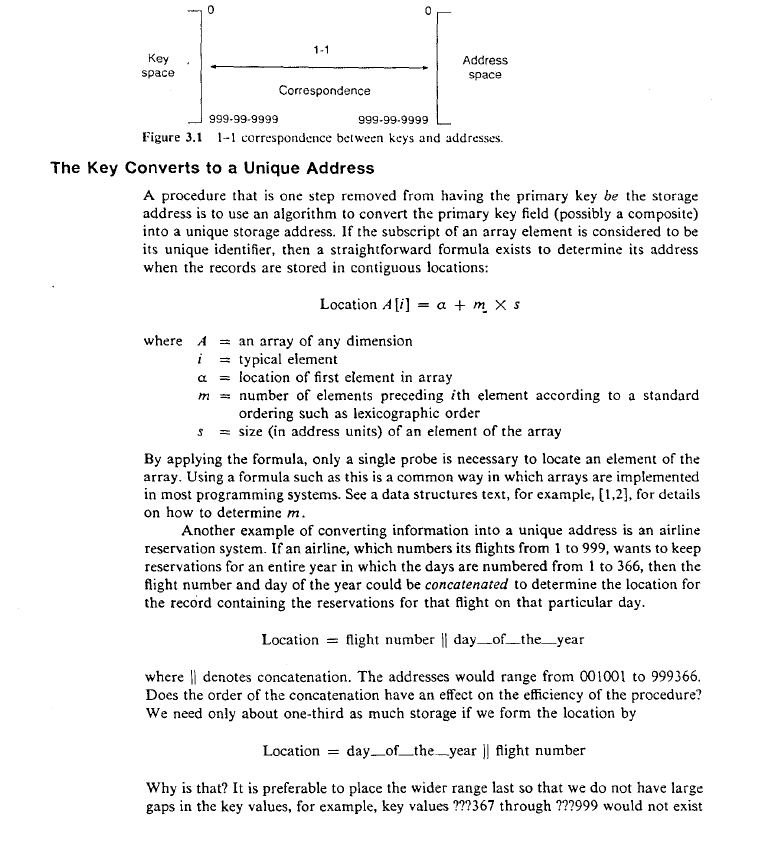 0 0
1-1
Key Address
space space
Correspondence
999-99-9999 999-99-9999
Figure 3.1 1-1 correspondence between keys and addresses.
The Key Converts to a Unique Address
A procedure that is one step removed from having the primary key be the storage
address is to use an algorithm to convert the primary key field (possibly a composite)
into a unique storage address. If the subscript of an array element is considered to be
its unique identifier, then a straightforward formula exists to determine its address
when the records are stored in contiguous locations:
Location A[i] = α + m × s
where A = an array of any dimension
i = typical element
α = location of first element in array
m = number of elements preceding ith element according to a standard
ordering such as lexicographic order
s = size (in address units) of an element of the array
By applying the formula, only a single probe is necessary to locate an element of the
array. Using a formula such as this is a common way in which arrays are implemented
in most programming systems. See a data structures text, for example, [1,2], for details
on how to determine m.
Another example of converting information into a unique address is an airline
reservation system. If an airline, which numbers its flights from 1 to 999, wants to keep
reservations for an entire year in which the days are numbered from 1 to 366, then the
flight number and day of the year could be concatenated to determine the location for
the record containing the reservations for that flight on that particular day.
Location = flight number || day_of_the_year
where || denotes concatenation. The addresses would range from 001001 to 999366.
Does the order of the concatenation have an effect on the efficiency of the procedure?
We need only about one-third as much storage if we form the location by
Location = day_of_the_year || flight number
Why is that? It is preferable to place the wider range last so that we do not have large
gaps in the key values, for example, key values ???367 through ???999 would not exist